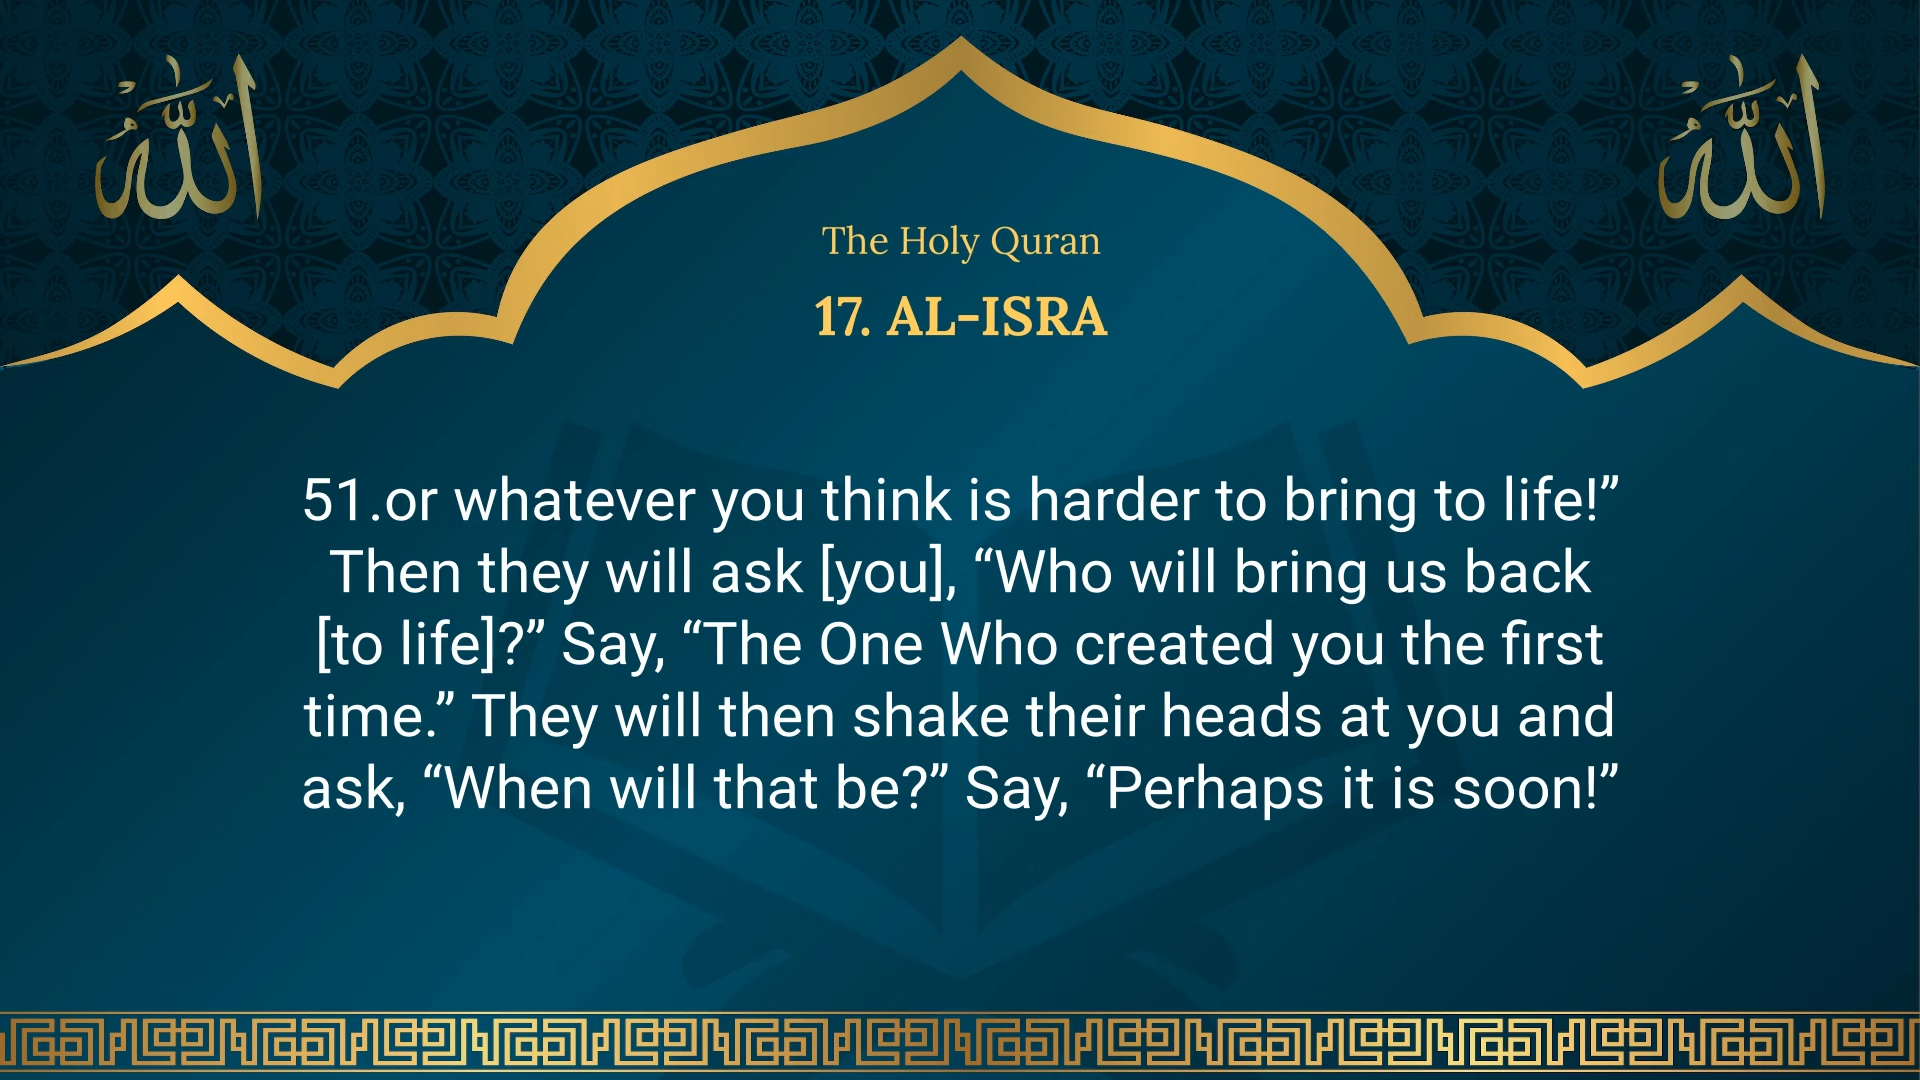 الله
الله
The Holy Quran
17. AL-ISRA
51.or whatever you think is harder to bring to life!”
Then they will ask [you], “Who will bring us back
[to life]?” Say, “The One Who created you the first
time.” They will then shake their heads at you and
ask, “When will that be?” Say, “Perhaps it is soon!”